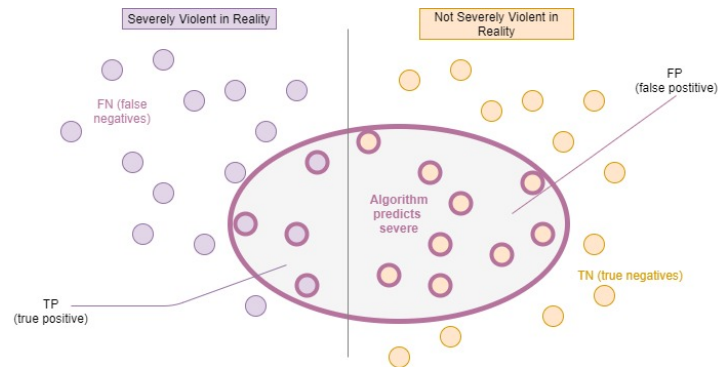 Severely Violent in Reality
Not Severely Violent in
Reality
FP
(false postitive)
FN (false
negatives)
Algorithm
predicts
severe
TN (true negatives)
TP
(true positive)